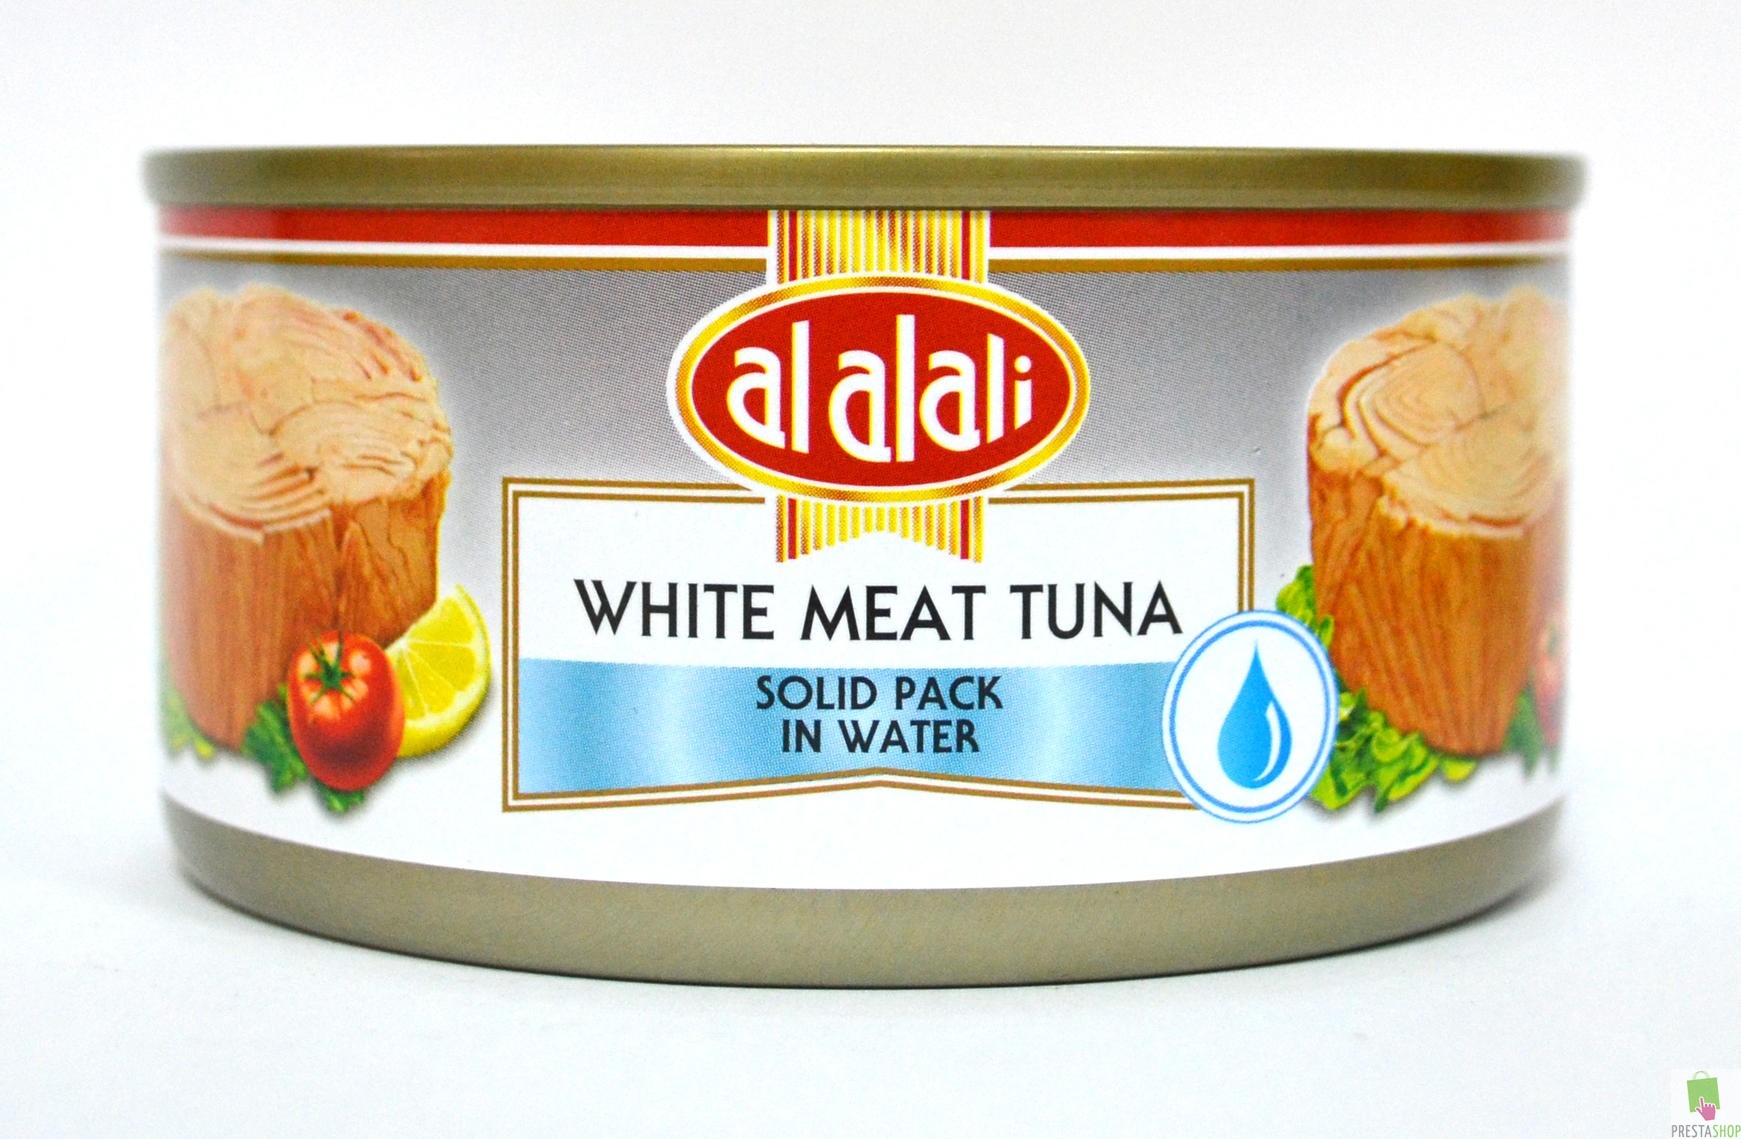 al alali
WHITE MEAT TUNA
SOLID PACK
IN WATER
PRESTASHOP